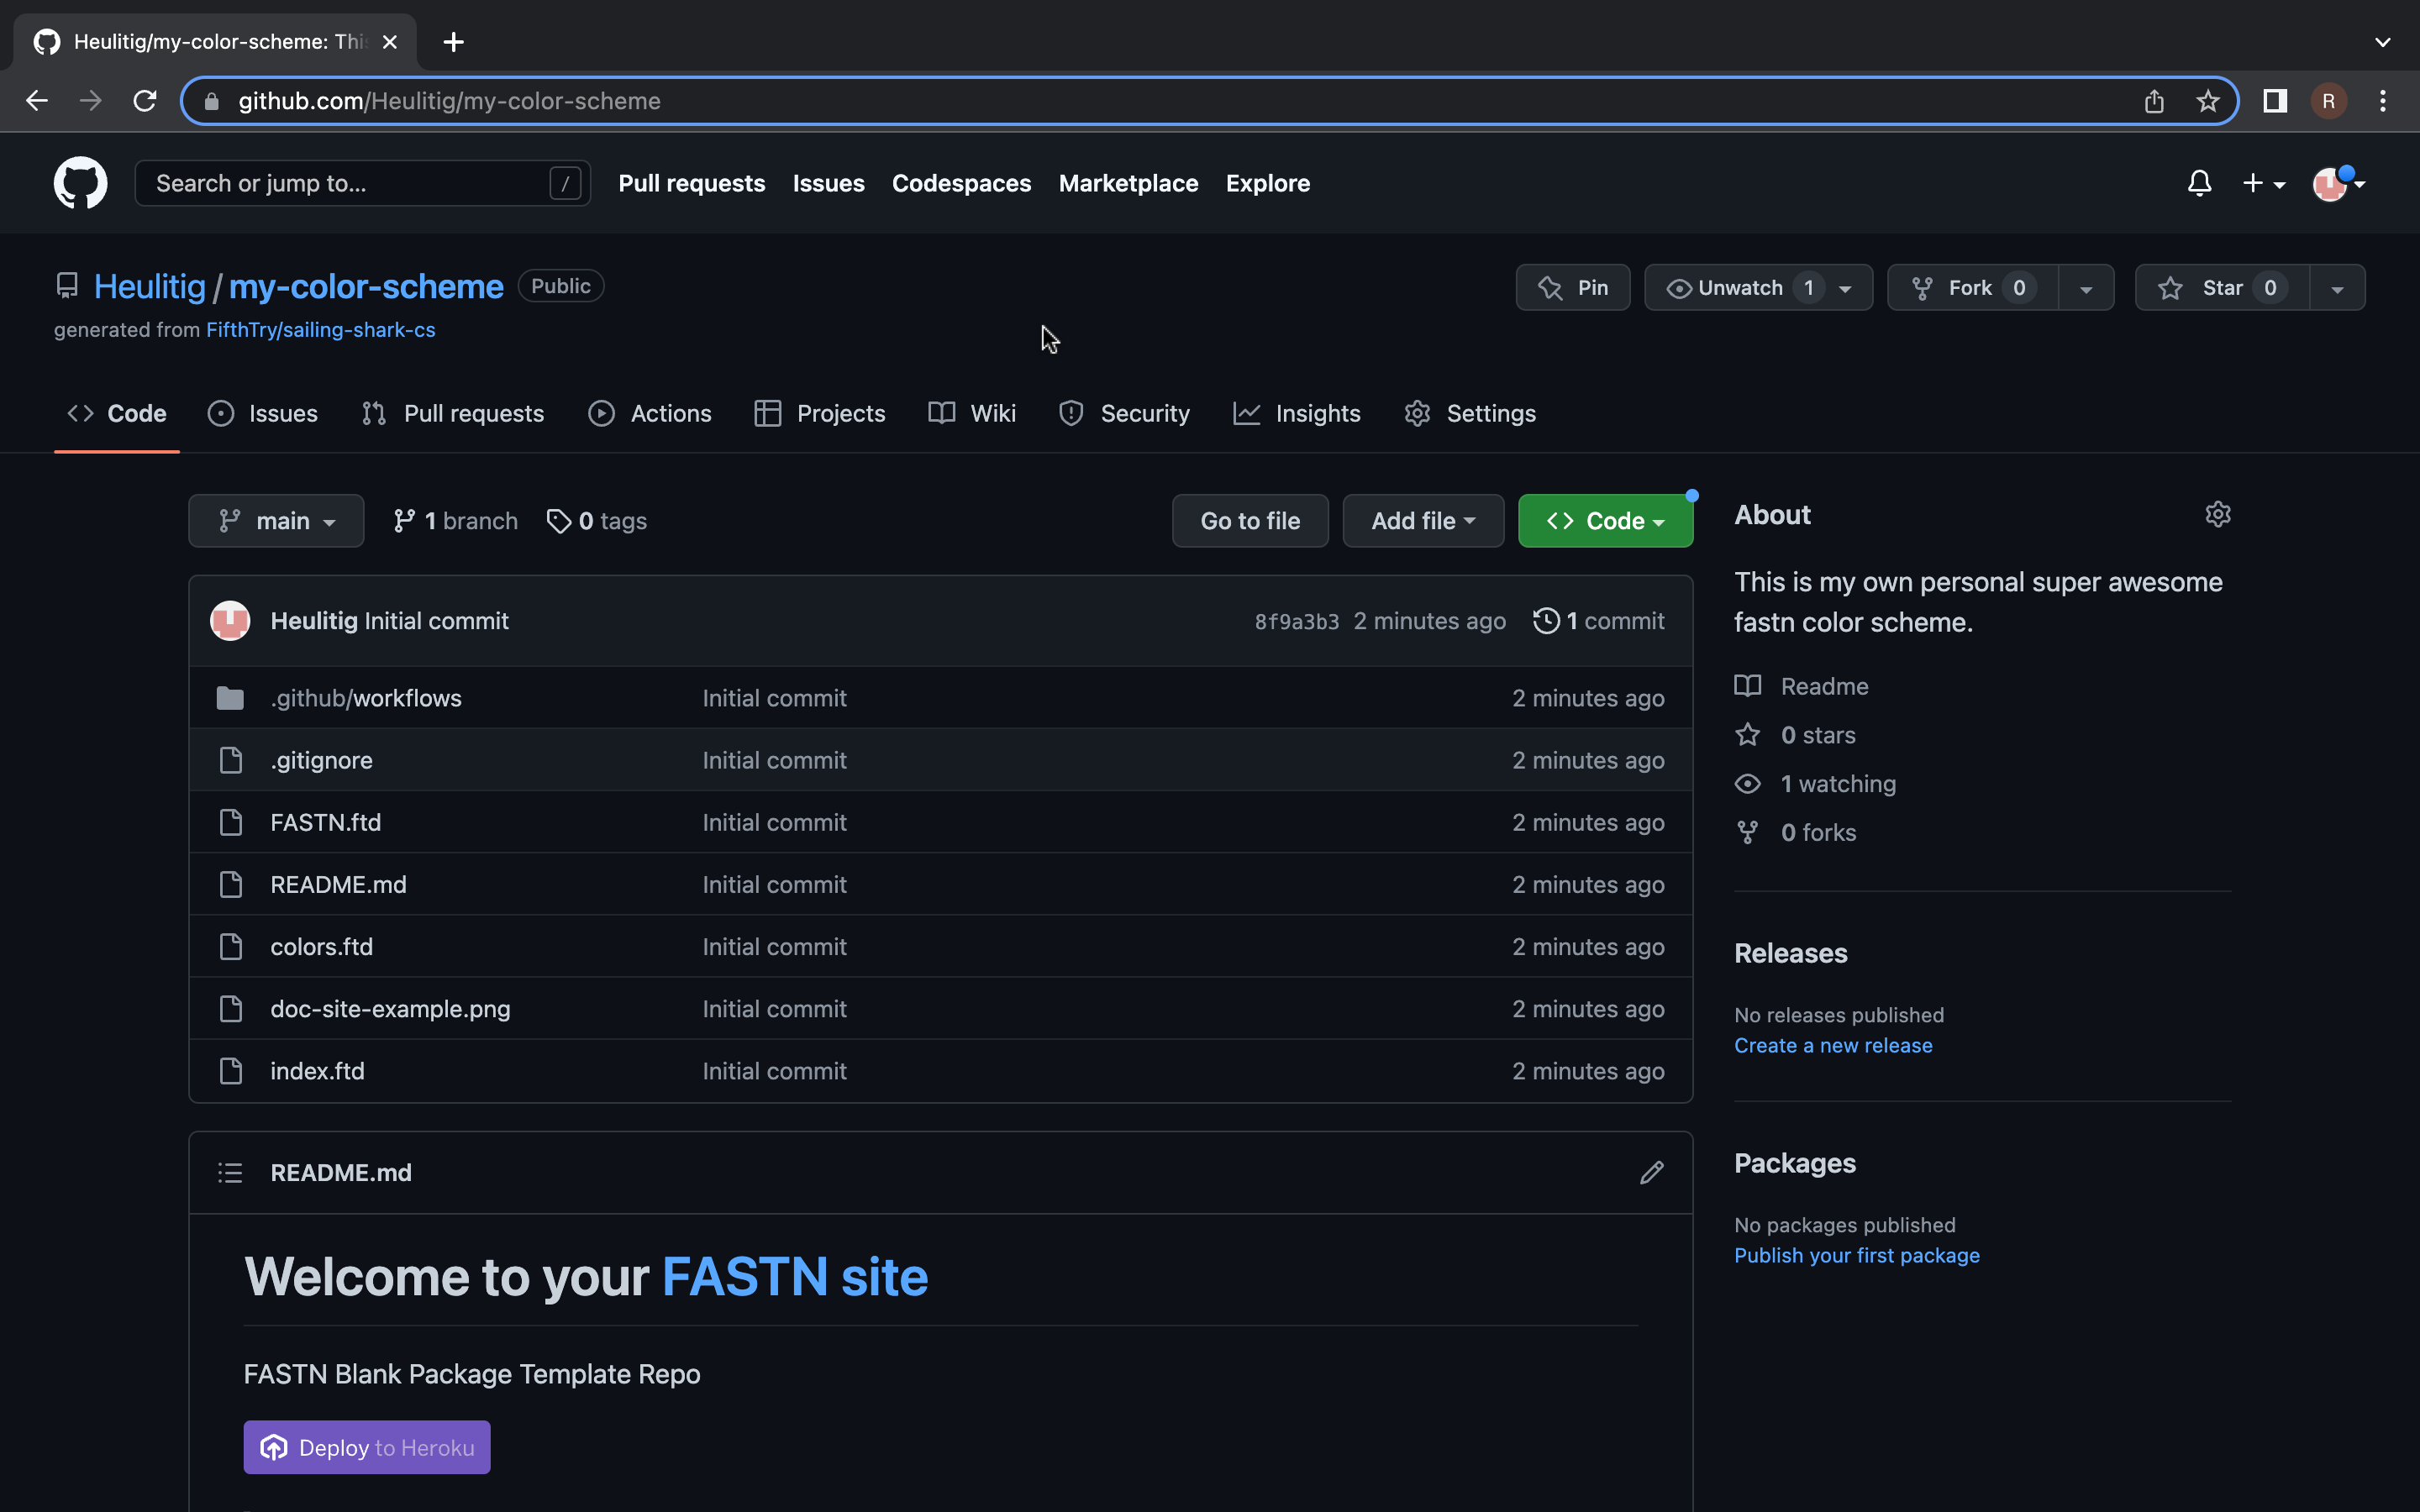 Heulitig/my-color-scheme: Thi
github.com/Heulitig/my-color-scheme
R
Search or jump to... /
Pull requests Issues Codespaces Marketplace Explore
Heulitig / my-color-scheme Public
Pin Unwatch 1 Fork 0 Star 0
generated from FifthTry/sailing-shark-cs
Code Issues Pull requests Actions Projects Wiki Security Insights Settings
main 1 branch 0 tags Go to file Add file Code
Heulitig Initial commit 8f9a3b3 2 minutes ago 1 commit
.github/workflows Initial commit 2 minutes ago
.gitignore Initial commit 2 minutes ago
FASTN.ftd Initial commit 2 minutes ago
README.md Initial commit 2 minutes ago
colors.ftd Initial commit 2 minutes ago
doc-site-example.png Initial commit 2 minutes ago
index.ftd Initial commit 2 minutes ago
README.md
Welcome to your FASTN site
FASTN Blank Package Template Repo
Deploy to Heroku
About
This is my own personal super awesome
fastn color scheme.
Readme
0 stars
1 watching
0 forks
Releases
No releases published
Create a new release
Packages
No packages published
Publish your first package